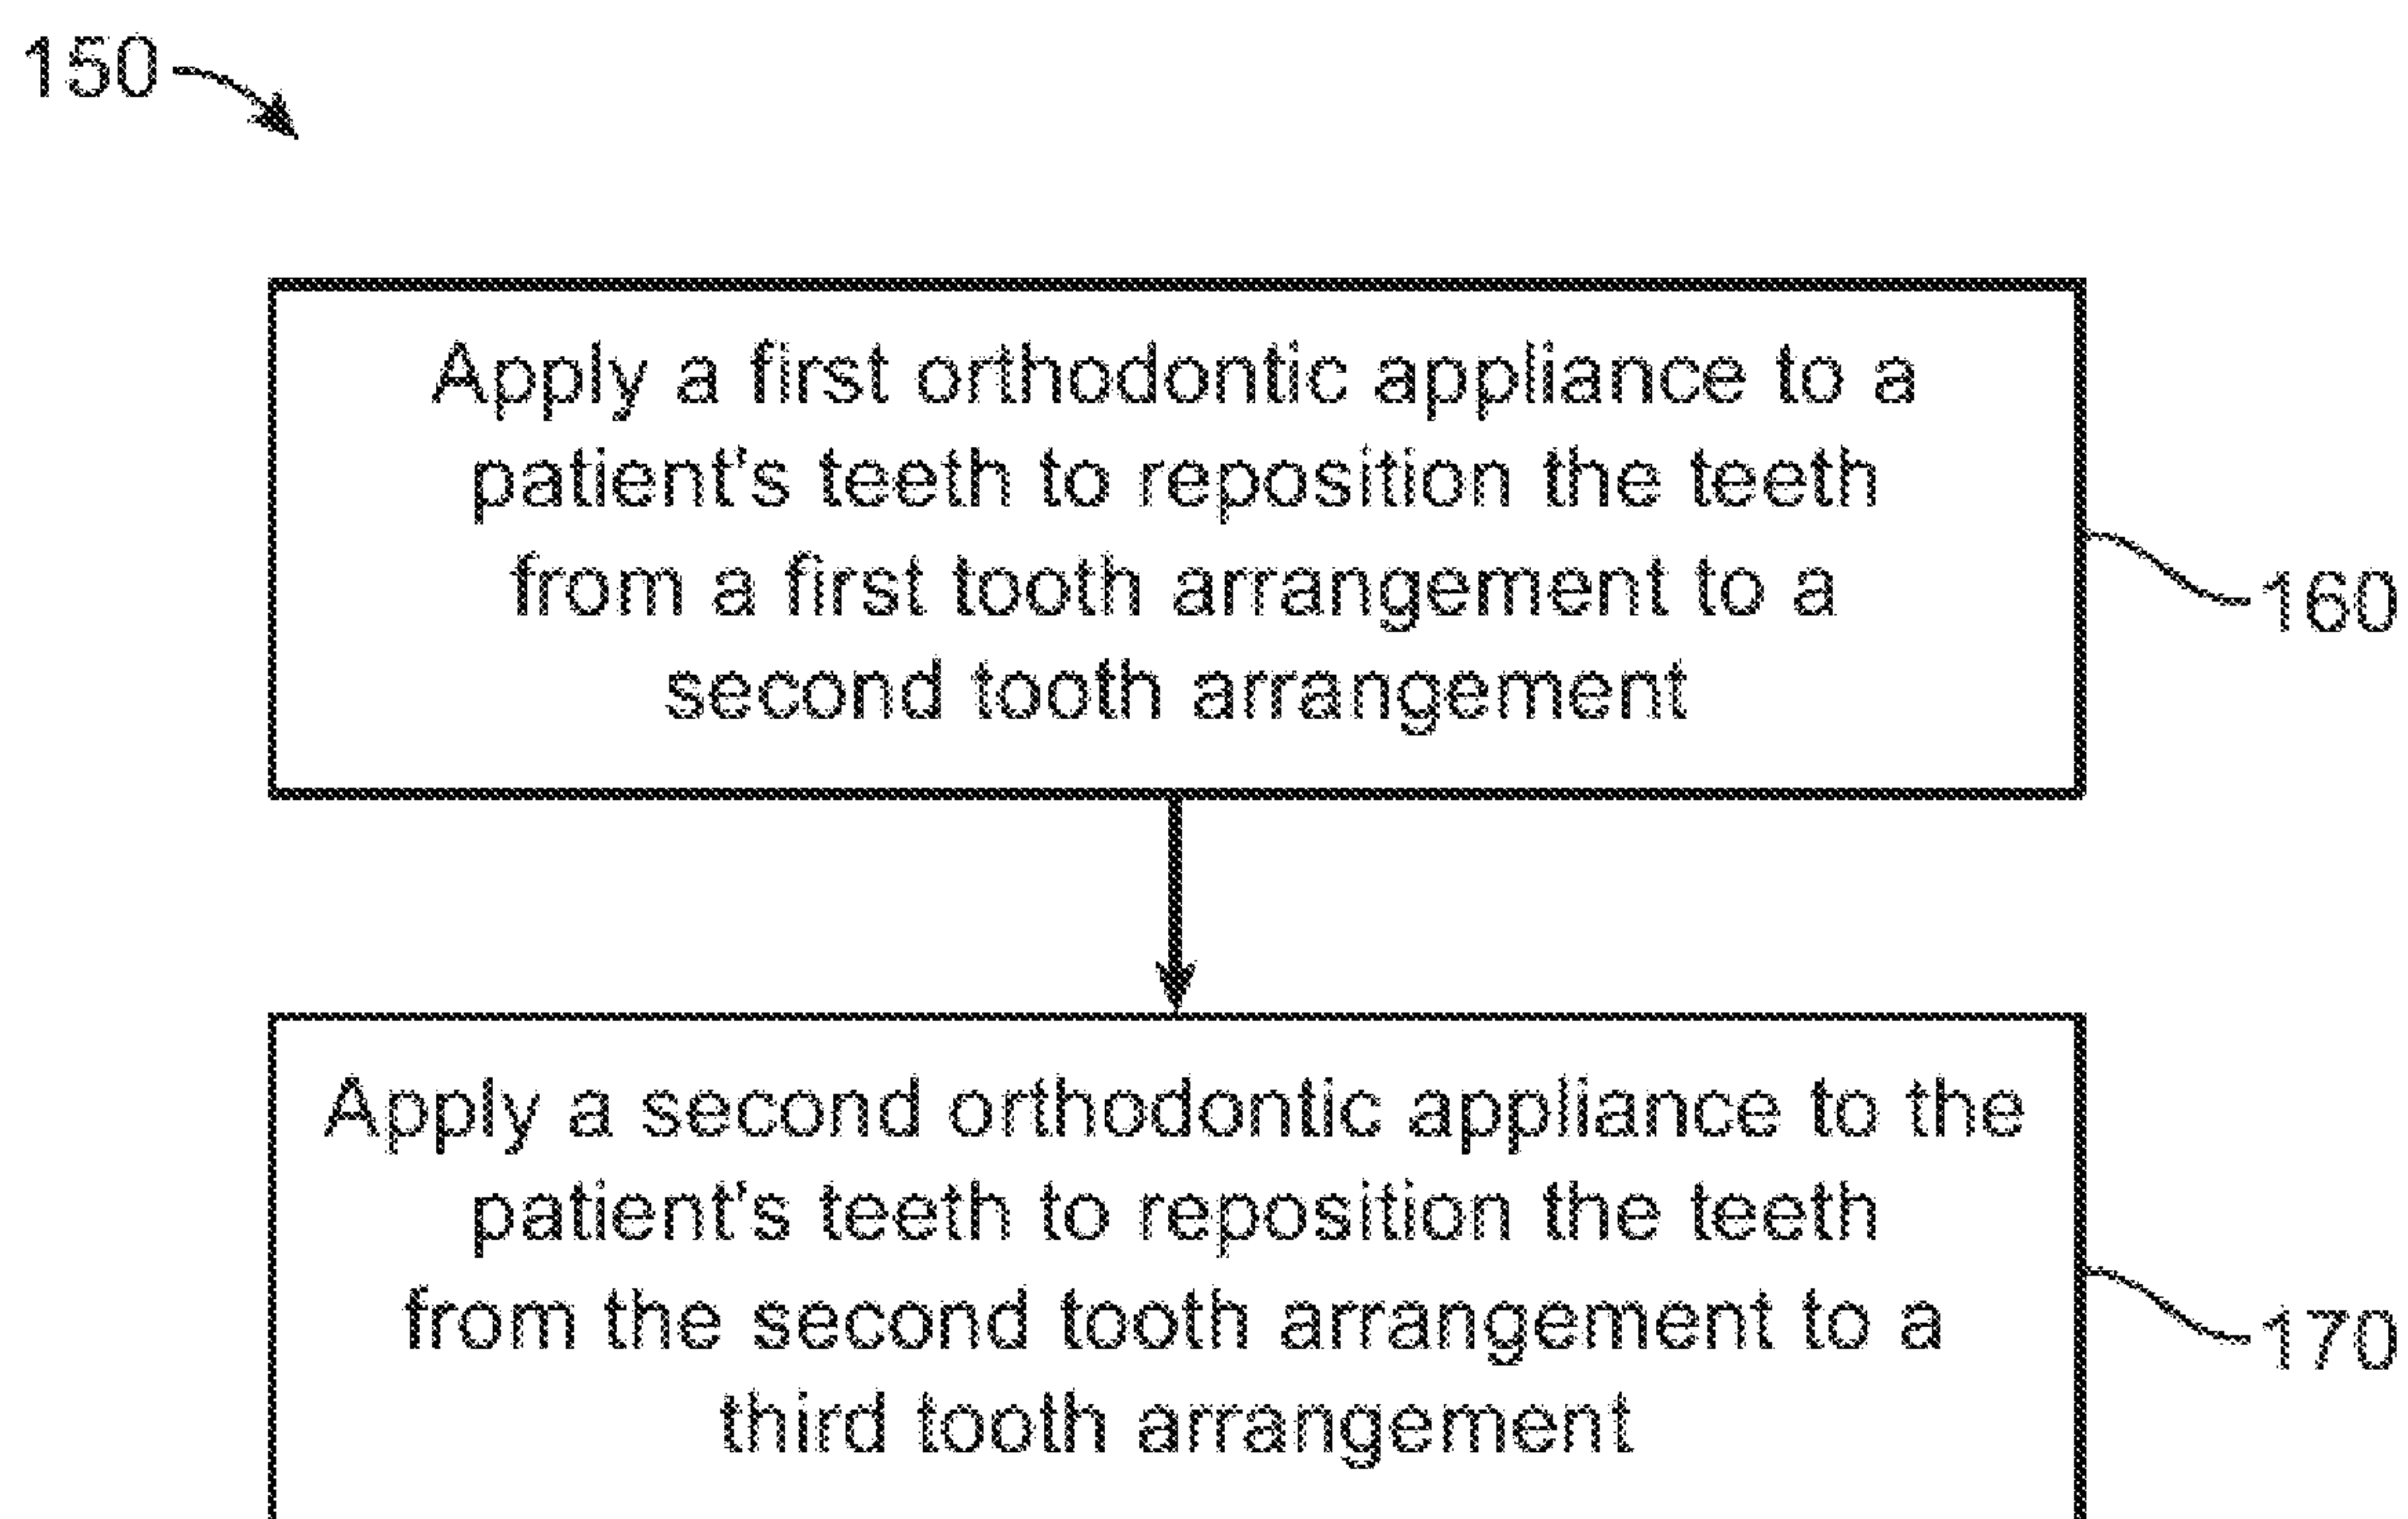 150
Apply a first orthodontic appliance to a
patient's teeth to reposition the teeth
from a first tooth arrangement to a
second tooth arrangement
160
Apply a second orthodontic appliance to the
patient's teeth to reposition the teeth
from the second tooth arrangement to a
third tooth arrangement
170